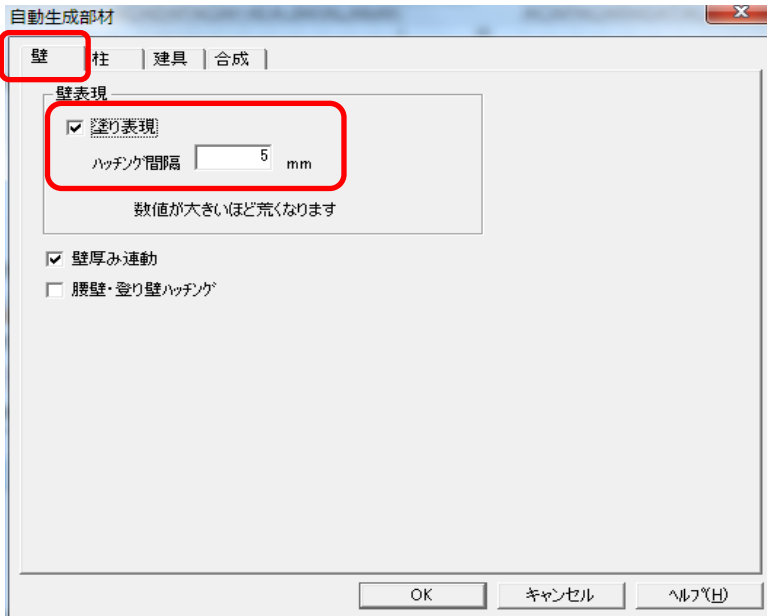 自動生成部材
壁 柱 建具 合成
壁表現
塗り表現
ﾊｯﾁﾝｸﾞ間隔 5 mm
数値が大きいほど荒くなります
壁厚み連動
腰壁・登り壁ﾊｯﾁﾝｸﾞ
OK キャンセル ﾍﾙﾌﾟ(H)